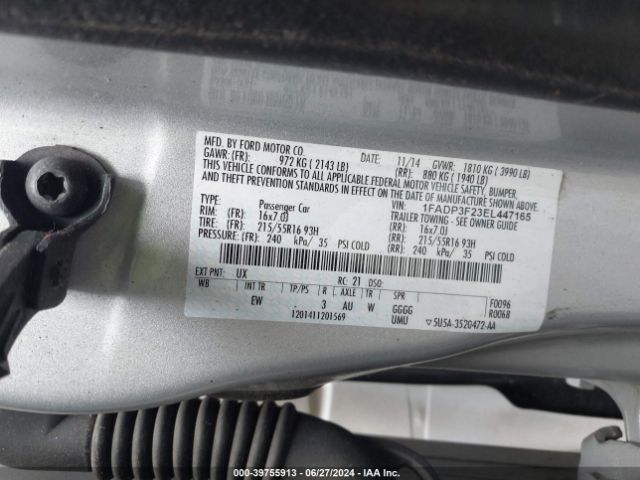 MFD. BY FORD MOTOR CO.
DATE: 11/14 GVWR: 1810 KG ( 3990 LB)
GAWR: (FR): 972 KG ( 2143 LB) (RR): 880 KG ( 1940 LB)
THIS VEHICLE CONFORMS TO ALL APPLICABLE FEDERAL MOTOR VEHICLE SAFETY, BUMPER,
AND THEFT PREVENTION STANDARDS IN EFFECT ON THE DATE OF MANUFACTURE SHOWN ABOVE.
VIN: 1FADP3F23EL447165
TYPE: Passenger Car TRAILER TOWING - SEE OWNERS GUIDE
RIM: 16x7.0J (RR): 16x7.0J
TIRE: (FR): 215/55R16 93H (RR): 215/55R16 93H
PRESSURE: (FR): 240 kPa/ 35 PSI COLD (RR): 240 kPa/ 35 PSI COLD
EXT PNT: UX RC: 21 DSO:
WB INT TR TP/PS R AXLE TR SPR F0096
EW . 3 AU W GGGG R0068
1201411201569 UMU ▽5U5A-3520472-AA
00-39755913 - 06/27/2024 - IAA Inc.